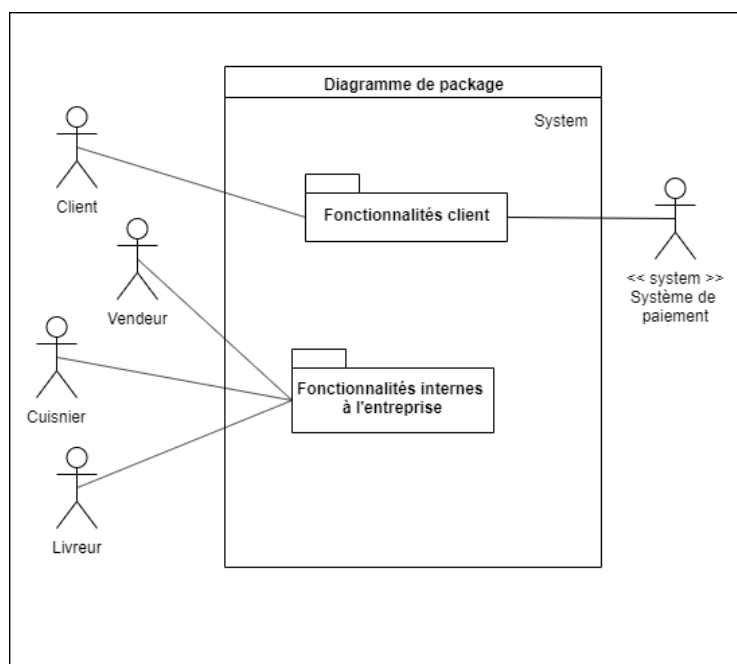 Diagramme de package
System
Client
Fonctionnalités client
<< system >>
Système de
paiement
Vendeur
Fonctionnalités internes
à l'entreprise
Cuisnier
Livreur